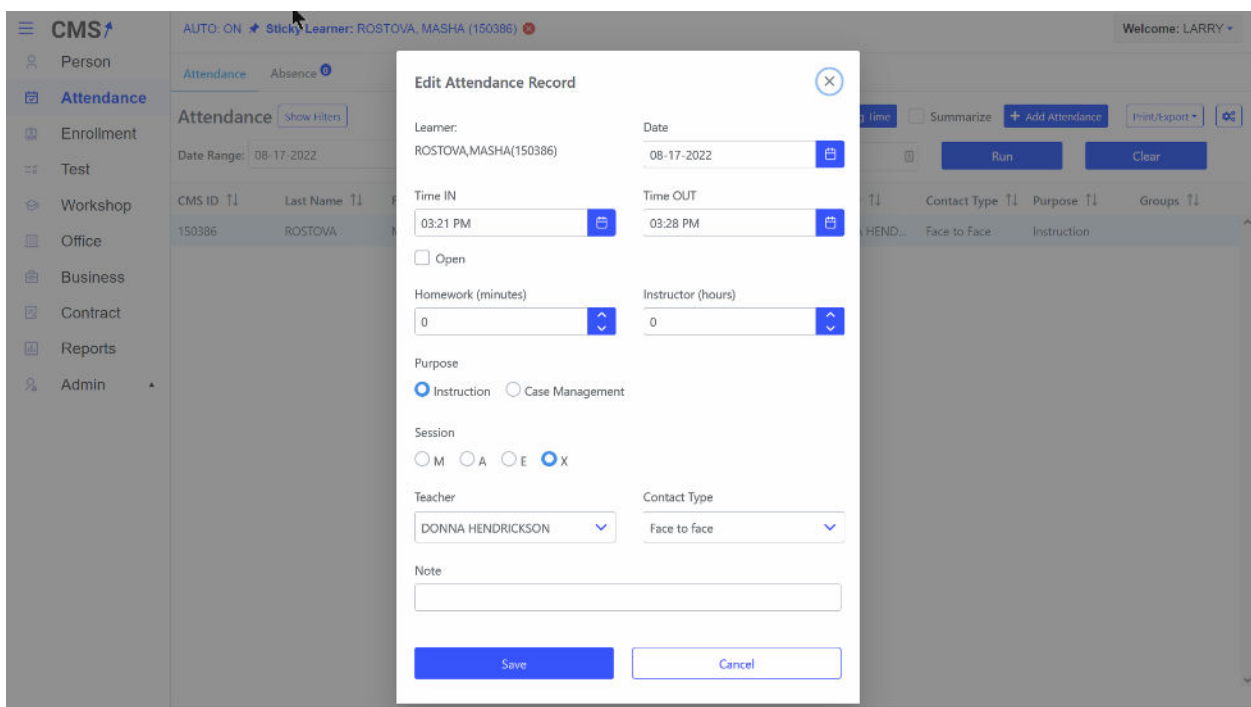 CMS
AUTO: ON Sticky Learner: ROSTOVA, MASHA (150386)
Welcome: LARRY
Person
Attendance
Enrollment
Test
Workshop
Office
Business
Contract
Reports
Admin
Attendance Absence 0
Attendance Show Filters
Time Summarize + Add Attendance Print/Export
Date Range: 08-17-2022
Run Clear
CMS ID Last Name
Contact Type Purpose Groups
150386 ROSTOVA
HEND... Face to Face Instruction
Edit Attendance Record
Learner: Date
ROSTOVA,MASHA(150386) 08-17-2022
Time IN Time OUT
03:21 PM 03:28 PM
Open
Homework (minutes) Instructor (hours)
0 0
Purpose
Instruction Case Management
Session
M A E X
Teacher Contact Type
DONNA HENDRICKSON Face to face
Note
Save Cancel